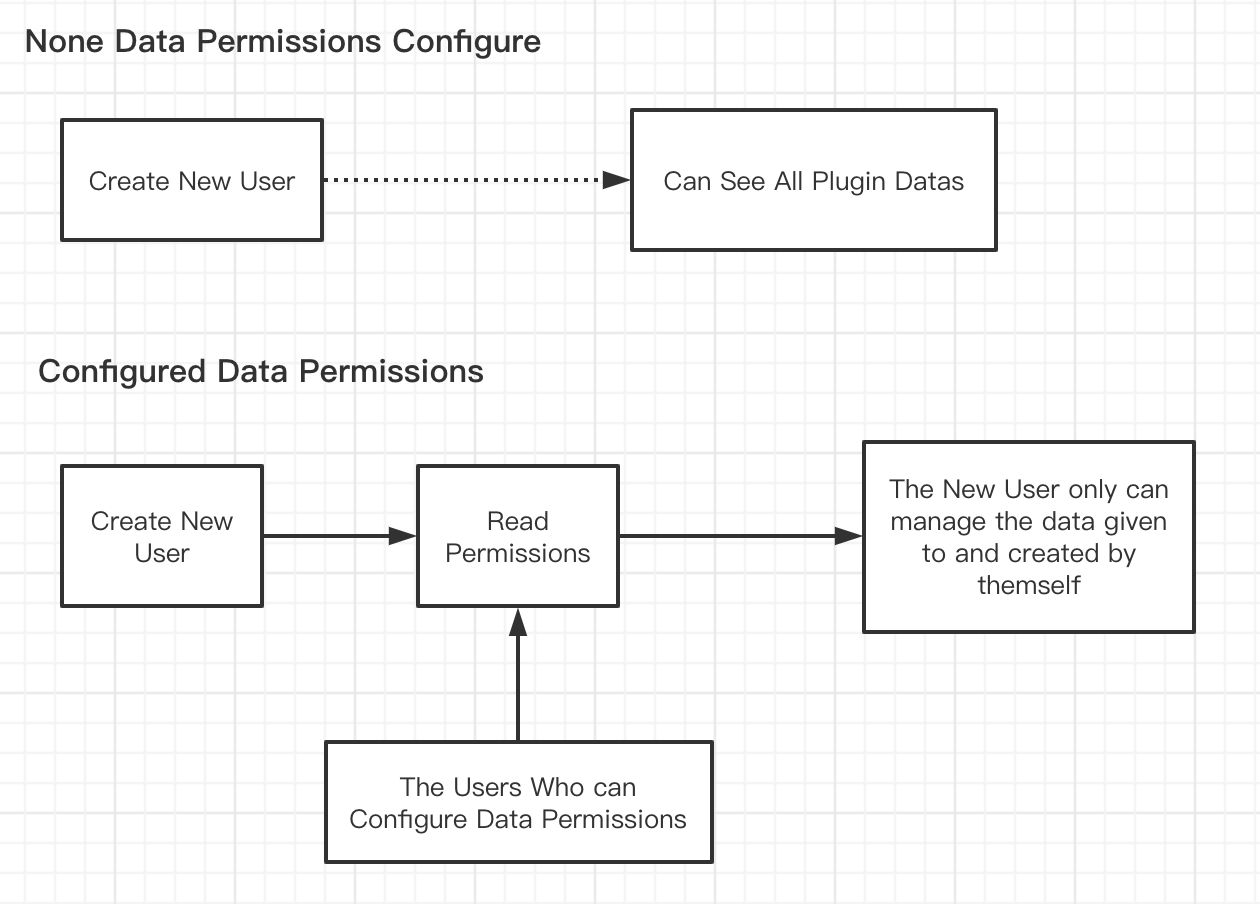 None Data Permissions Configure
Create New User
Can See All Plugin Datas
Configured Data Permissions
Create New
User
Read
Permissions
The New User only can
manage the data given
to and created by
themself
The Users Who can
Configure Data Permissions